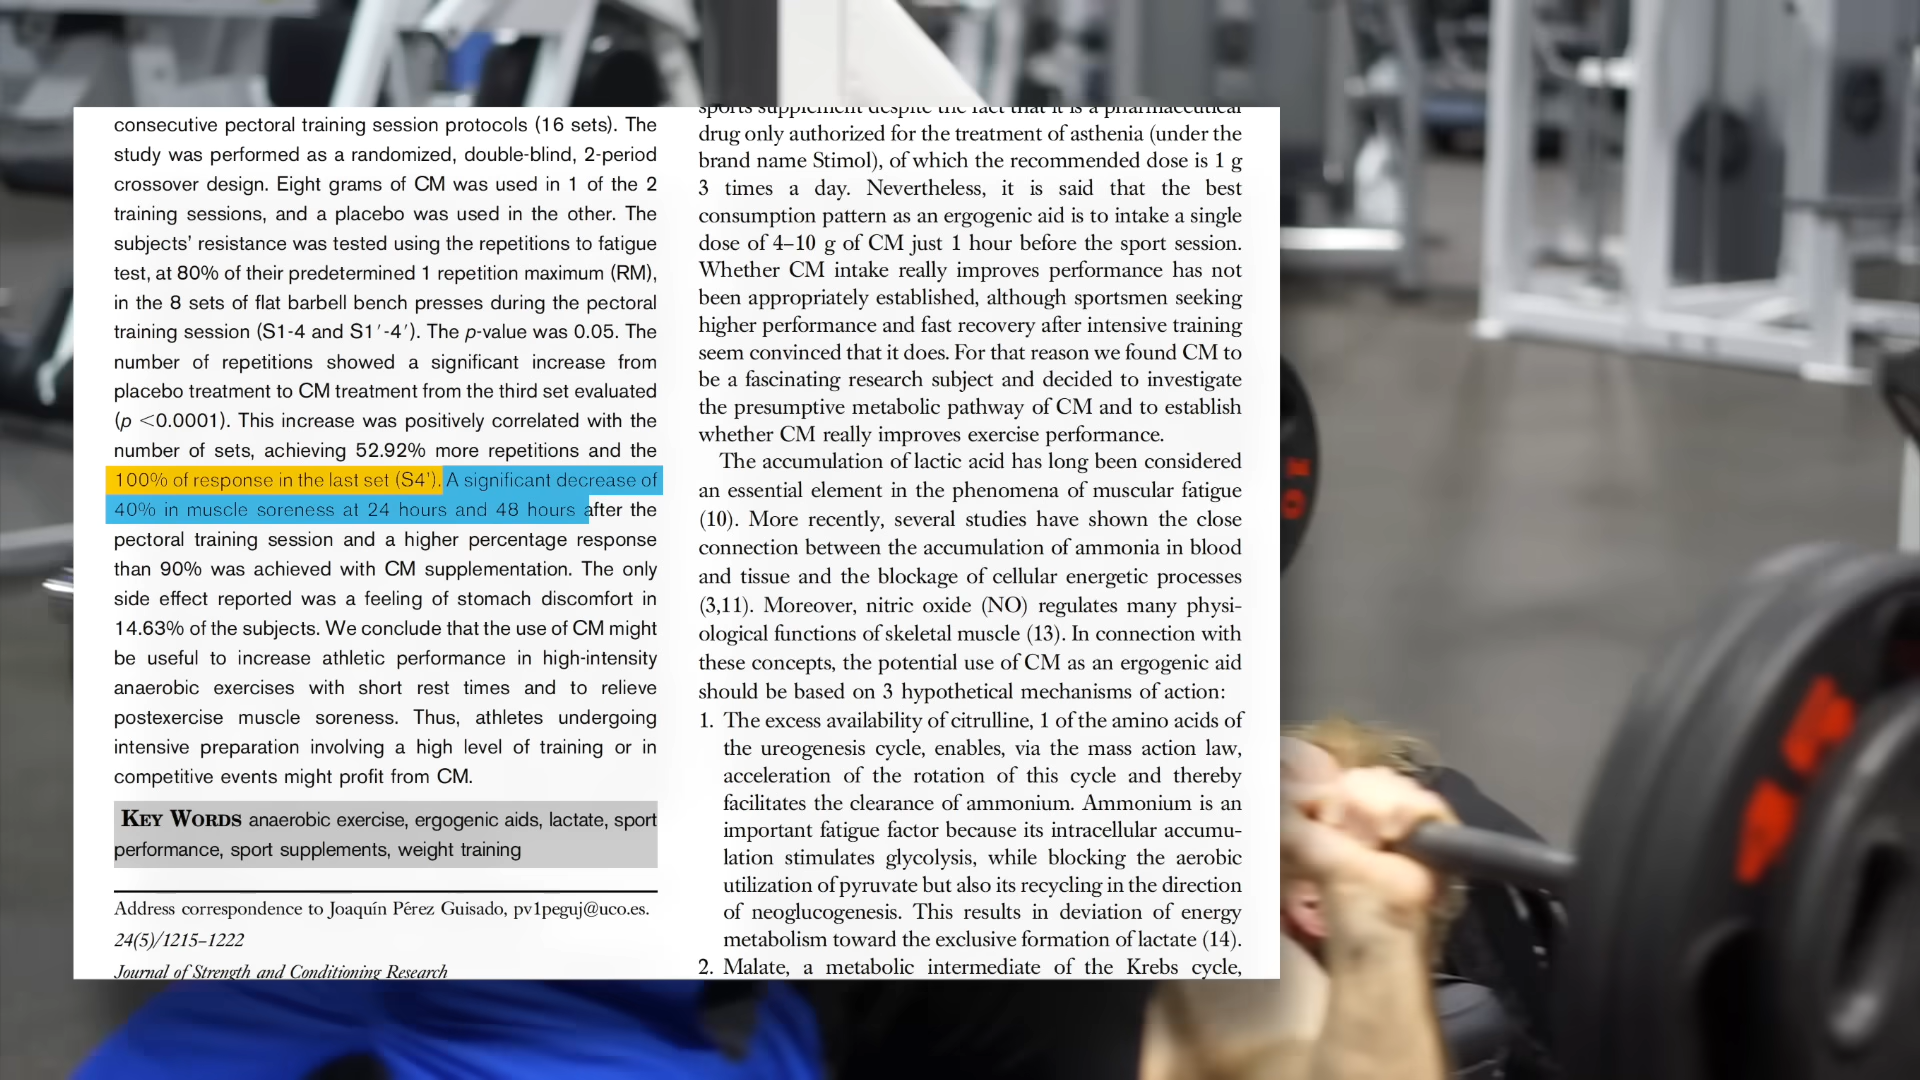 consecutive pectoral training session protocols (16 sets). The
study was performed as a randomized, double-blind, 2-period
crossover design. Eight grams of CM was used in 1 of the 2
training sessions, and a placebo was used in the other. The
subjects' resistance was tested using the repetitions to fatigue
test, at 80% of their predetermined 1 repetition maximum (RM),
in the 8 sets of flat barbell bench presses during the pectoral
training session (S1-4 and S1′-4′). The p-value was 0.05. The
number of repetitions showed a significant increase from
placebo treatment to CM treatment from the third set evaluated
(p <0.0001). This increase was positively correlated with the
number of sets, achieving 52.92% more repetitions and the
100% of response in the last set (S4′). A significant decrease of
40% in muscle soreness at 24 hours and 48 hours after the
pectoral training session and a higher percentage response
than 90% was achieved with CM supplementation. The only
side effect reported was a feeling of stomach discomfort in
14.63% of the subjects. We conclude that the use of CM might
be useful to increase athletic performance in high-intensity
anaerobic exercises with short rest times and to relieve
postexercise muscle soreness. Thus, athletes undergoing
intensive preparation involving a high level of training or in
competitive events might profit from CM.
KEY WORDS anaerobic exercise, ergogenic aids, lactate, sport
performance, sport supplements, weight training
Address correspondence to Joaquín Pérez Guisado, pv1peguj@uco.es.
24(5)/1215–1222
Journal of Strength and Conditioning Research
sports supplement despite the fact that it is a pharmaceutical
drug only authorized for the treatment of asthenia (under the
brand name Stimol), of which the recommended dose is 1 g
3 times a day. Nevertheless, it is said that the best
consumption pattern as an ergogenic aid is to intake a single
dose of 4–10 g of CM just 1 hour before the sport session.
Whether CM intake really improves performance has not
been appropriately established, although sportsmen seeking
higher performance and fast recovery after intensive training
seem convinced that it does. For that reason we found CM to
be a fascinating research subject and decided to investigate
the presumptive metabolic pathway of CM and to establish
whether CM really improves exercise performance.
The accumulation of lactic acid has long been considered
an essential element in the phenomena of muscular fatigue
(10). More recently, several studies have shown the close
connection between the accumulation of ammonia in blood
and tissue and the blockage of cellular energetic processes
(3,11). Moreover, nitric oxide (NO) regulates many physi-
ological functions of skeletal muscle (13). In connection with
these concepts, the potential use of CM as an ergogenic aid
should be based on 3 hypothetical mechanisms of action:
1. The excess availability of citrulline, 1 of the amino acids of
the ureogenesis cycle, enables, via the mass action law,
acceleration of the rotation of this cycle and thereby
facilitates the clearance of ammonium. Ammonium is an
important fatigue factor because its intracellular accumu-
lation stimulates glycolysis, while blocking the aerobic
utilization of pyruvate but also its recycling in the direction
of neoglucogenesis. This results in deviation of energy
metabolism toward the exclusive formation of lactate (14).
2. Malate, a metabolic intermediate of the Krebs cycle,